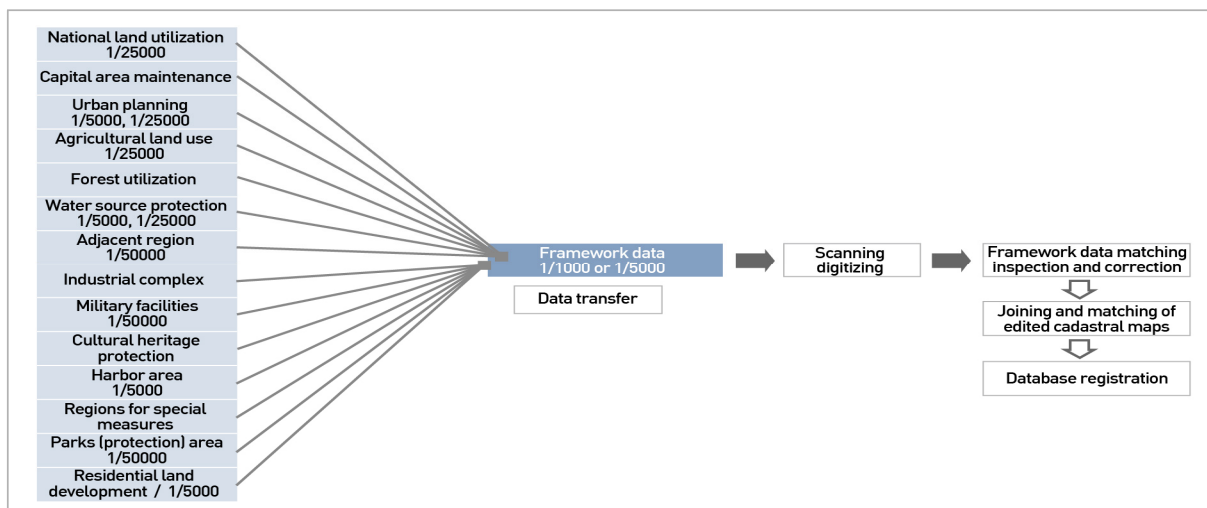 National land utilization
1/25000
Capital area maintenance
Urban planning
1/5000, 1/25000
Agricultural land use
1/25000
Forest utilization
Water source protection
1/5000, 1/25000
Adjacent region
1/50000
Industrial complex
Military facilities
1/50000
Cultural heritage
protection
Harbor area
1/5000
Regions for special
measures
Parks (protection) area
1/50000
Residential land
development / 1/5000
Framework data
1/1000 or 1/5000
Data transfer
Scanning
digitizing
Framework data matching
inspection and correction
Joining and matching of
edited cadastral maps
Database registration